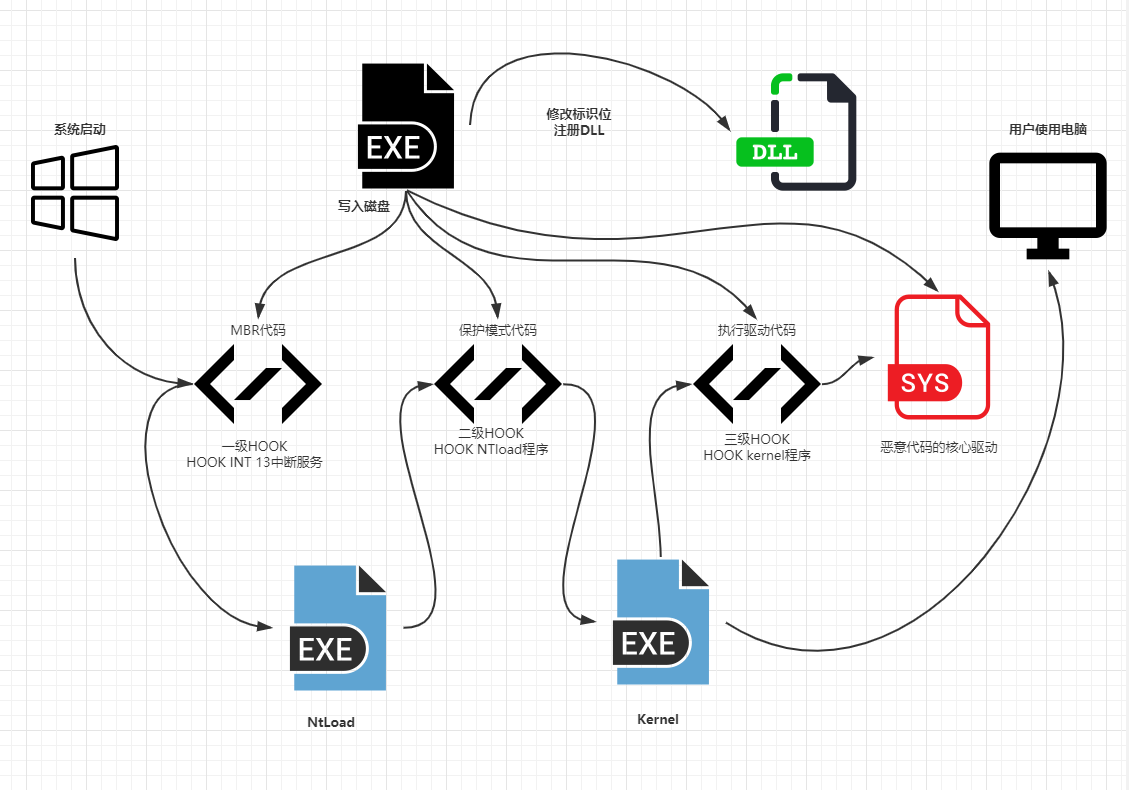 系统启动
EXE
写入磁盘
修改标识位
注册DLL
DLL
用户使用电脑
MBR代码
一级HOOK
HOOK INT 13中断服务
保护模式代码
二级HOOK
HOOK NTload程序
执行驱动代码
三级HOOK
HOOK kernel程序
SYS
恶意代码的核心驱动
EXE
NtLoad
EXE
Kernel